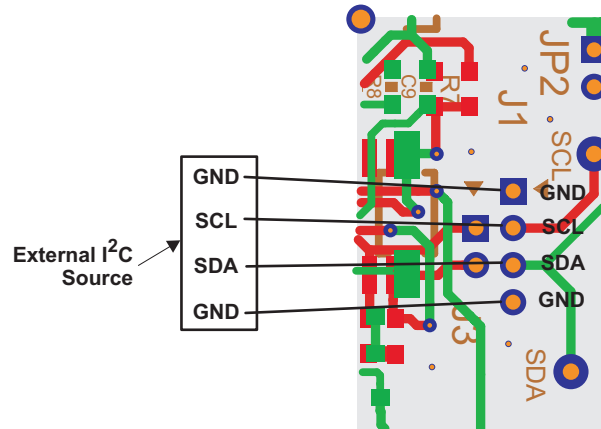 JP2
R8
C9
R7
J1
SCL
GND
GND
SCL
SCL
External I2C
Source
SDA
SDA
GND
GND
J3
SDA